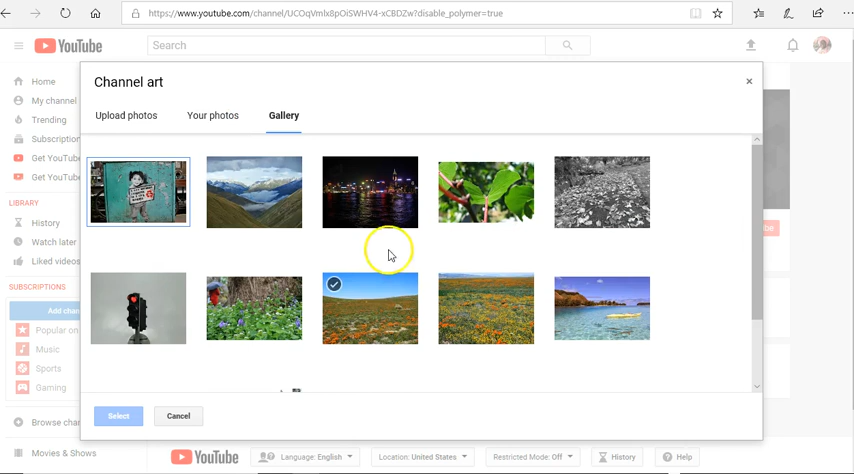 https://www.youtube.com/channel/UCOqVmlx8pOiSWHV4-xCBDZw?disable_polymer=true
YouTube
Search
Channel art
Upload photos
Your photos
Gallery
Home
My channel
Trending
Subscription
Get YouTube
Get YouTube
LIBRARY
History
Watch later
Liked videos
SUBSCRIPTIONS
Add chan
Popular on
Music
Sports
Gaming
Browse chan
Movies & Shows
Select
Cancel
YouTube
Language: English
Location: United States
Restricted Mode: Off
History
Help